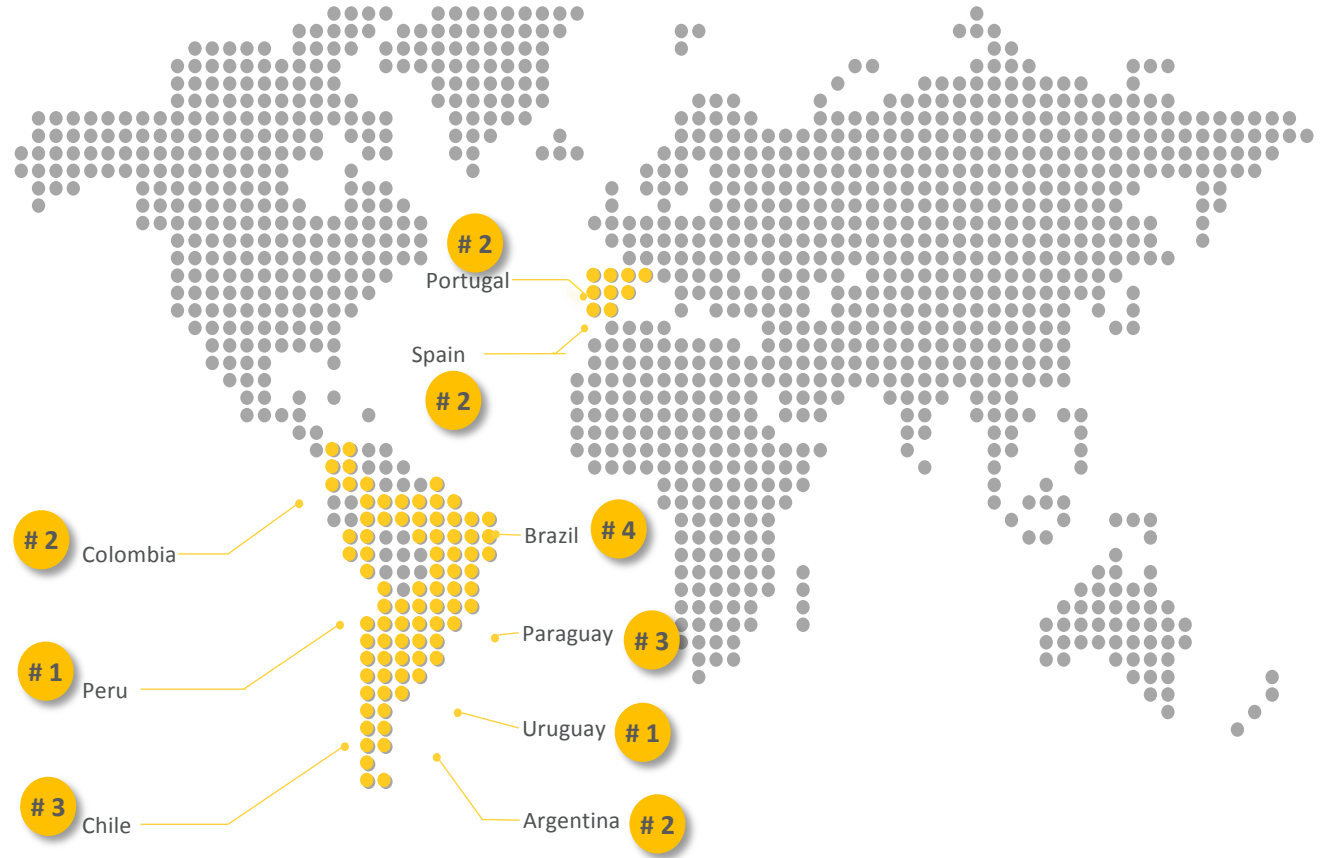 # 2
Portugal
Spain
# 2
# 2
Colombia
Brazil
# 4
# 1
Peru
Paraguay
# 3
Uruguay
# 1
# 3
Chile
Argentina
# 2